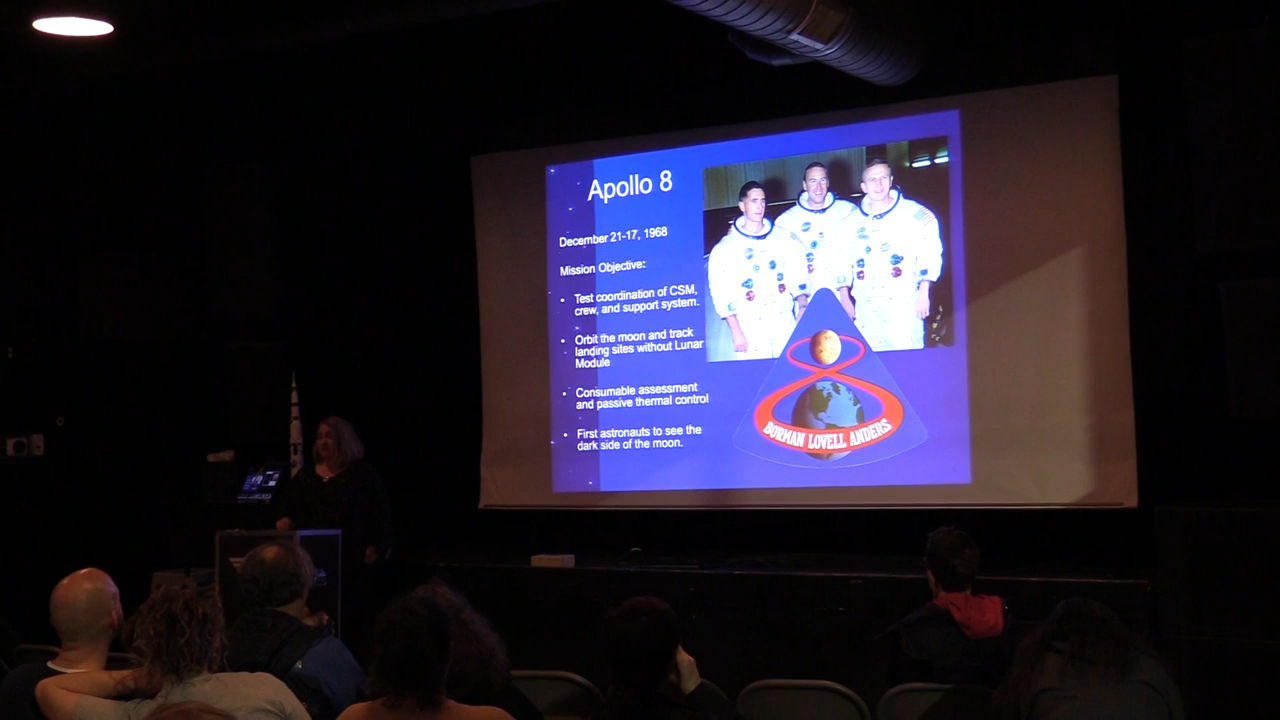 Apollo 8
December 21-17, 1968
Mission Objective:
• Test coordination of CSM,
crew, and support system.
• Orbit the moon and track
landing sites without Lunar
Module
• Consumable assessment
and passive thermal control
• First astronauts to see the
dark side of the moon.
BORMAN LOVELL ANDERS